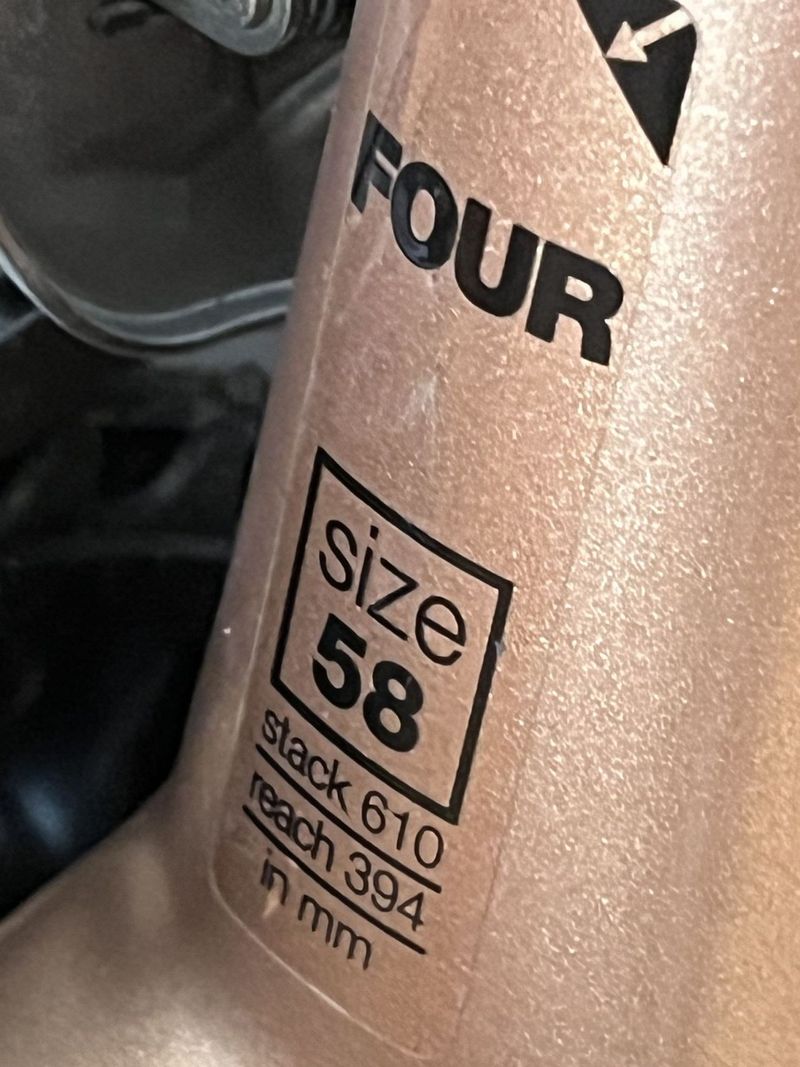 FOUR
size
58
stack 610
reach 394
in mm